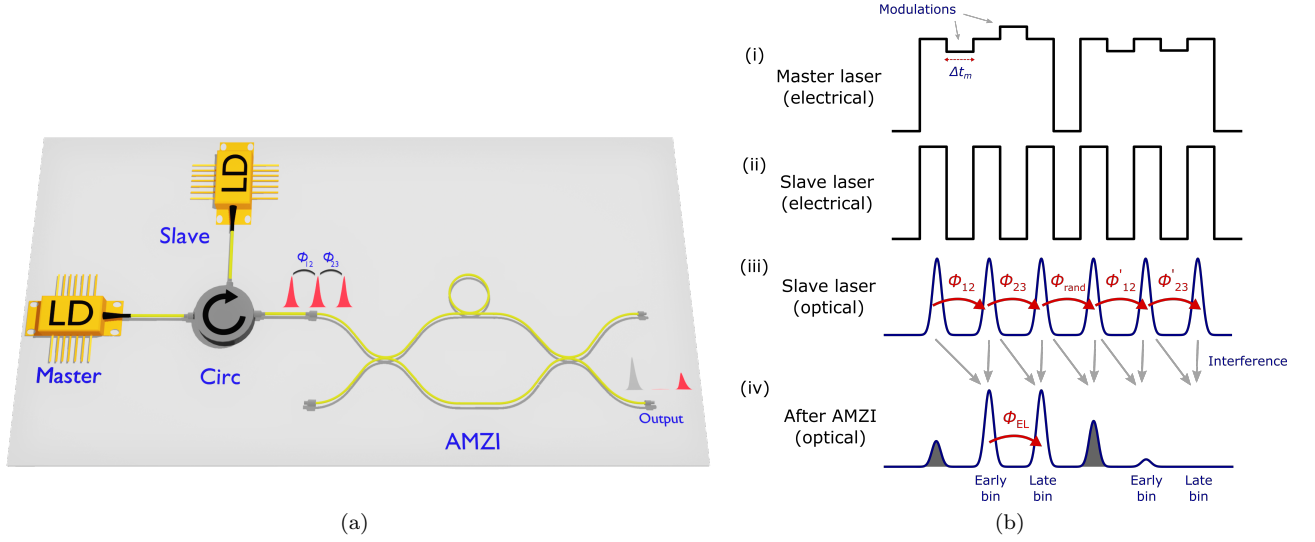 LD
Slave
LD
Master
Circ
Φ12
Φ23
AMZI
Output
(a)
Modulations
(i)
Master laser
(electrical)
Δtm
(ii)
Slave laser
(electrical)
(iii)
Slave laser
(optical)
Φ12
Φ23
Φrand
Φ'12
Φ'23
Interference
(iv)
After AMZI
(optical)
ΦEL
Early
bin
Late
bin
Early
bin
Late
bin
(b)